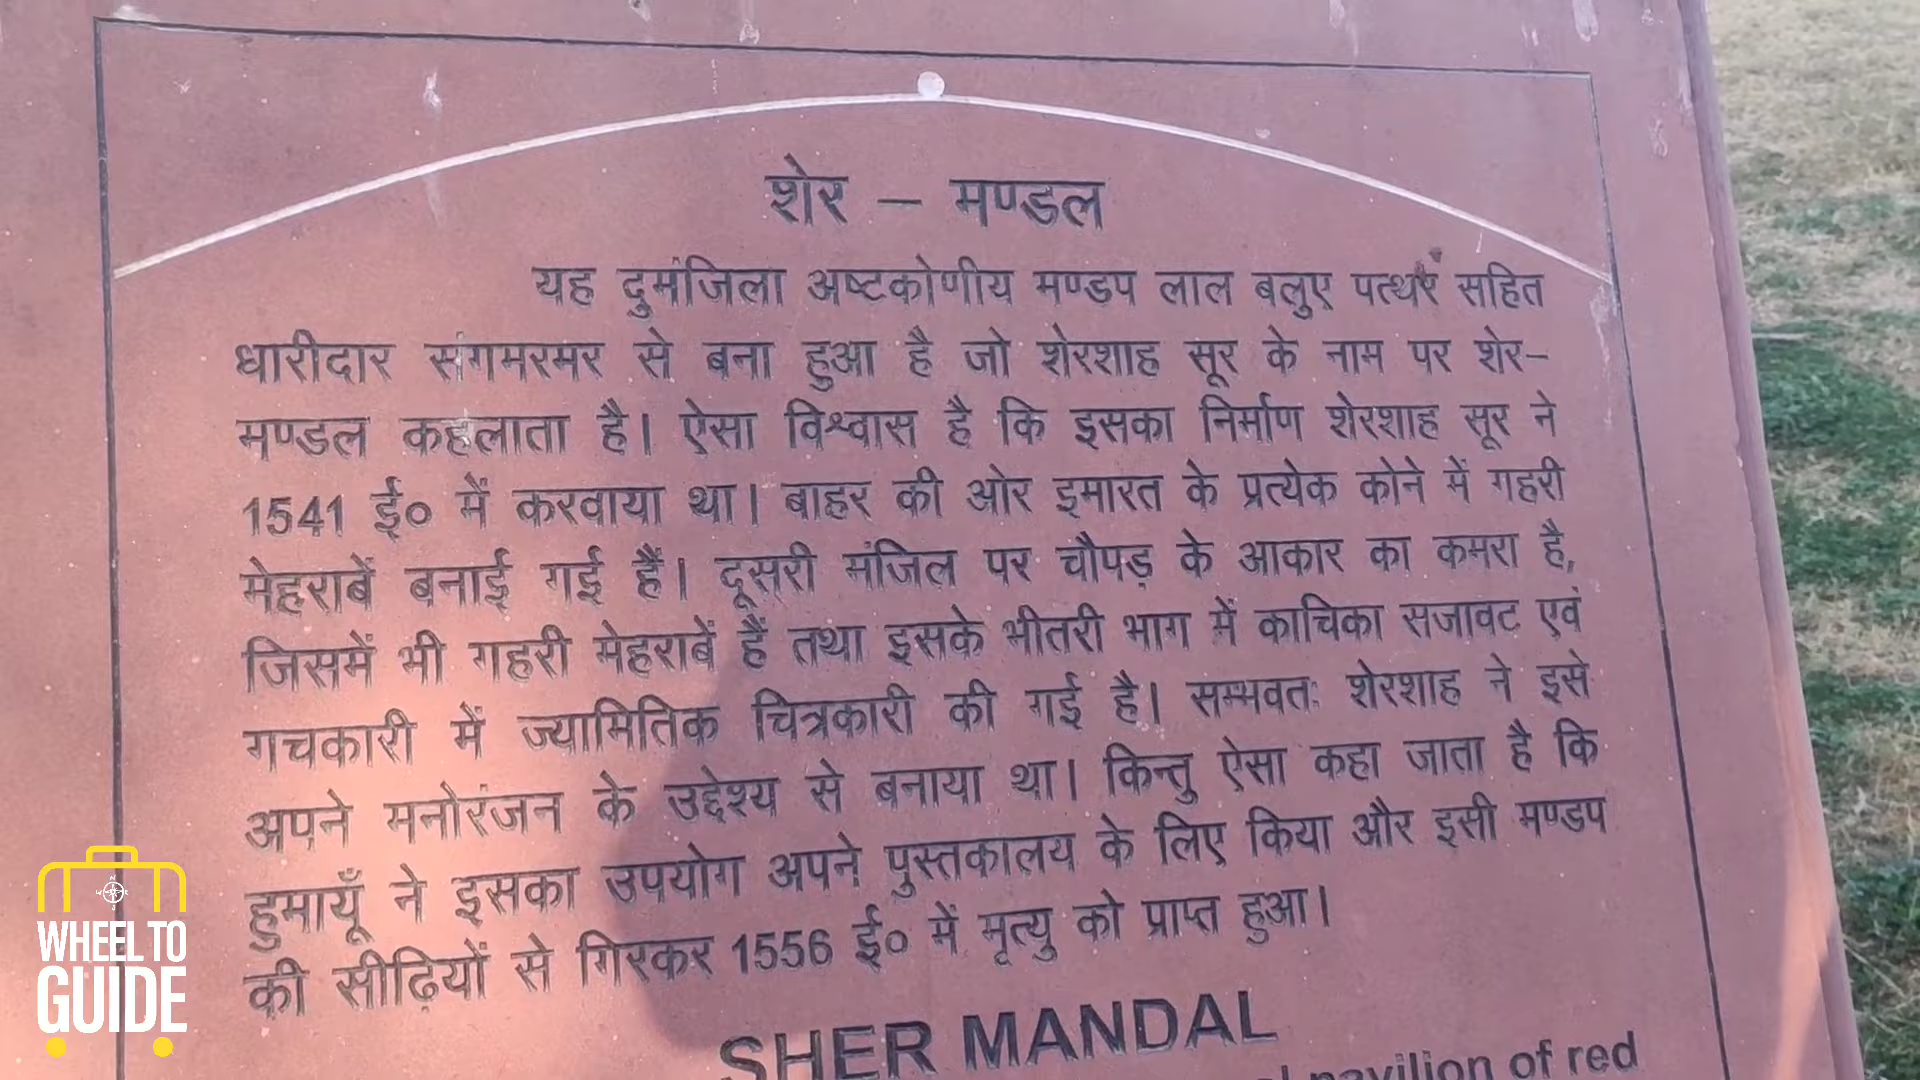 शेर – मण्डल
यह दुमंजिला अष्टकोणीय मण्डप लाल बलुए पत्थर सहित
धारीदार संगमरमर से बना हुआ है जो शेरशाह सूर के नाम पर शेर–
मण्डल कहलाता है। ऐसा विश्वास है कि इसका निर्माण शेरशाह सूर ने
1541 ई० में करवाया था। बाहर की ओर इमारत के प्रत्येक कोने में गहरी
मेहराबें बनाई गई हैं। दूसरी मंजिल पर चौपड़ के आकार का कमरा है,
जिसमें भी गहरी मेहराबें हैं तथा इसके भीतरी भाग में काचिका सजावट एवं
गचकारी में ज्यामितिक चित्रकारी की गई है। सम्भवतः शेरशाह ने इसे
अपने मनोरंजन के उद्देश्य से बनाया था। किन्तु ऐसा कहा जाता है कि
हुमायूँ ने इसका उपयोग अपने पुस्तकालय के लिए किया और इसी मण्डप
की सीढ़ियों से गिरकर 1556 ई० में मृत्यु को प्राप्त हुआ।
SHER MANDAL
pavilion of red
WHEEL TO
GUIDE